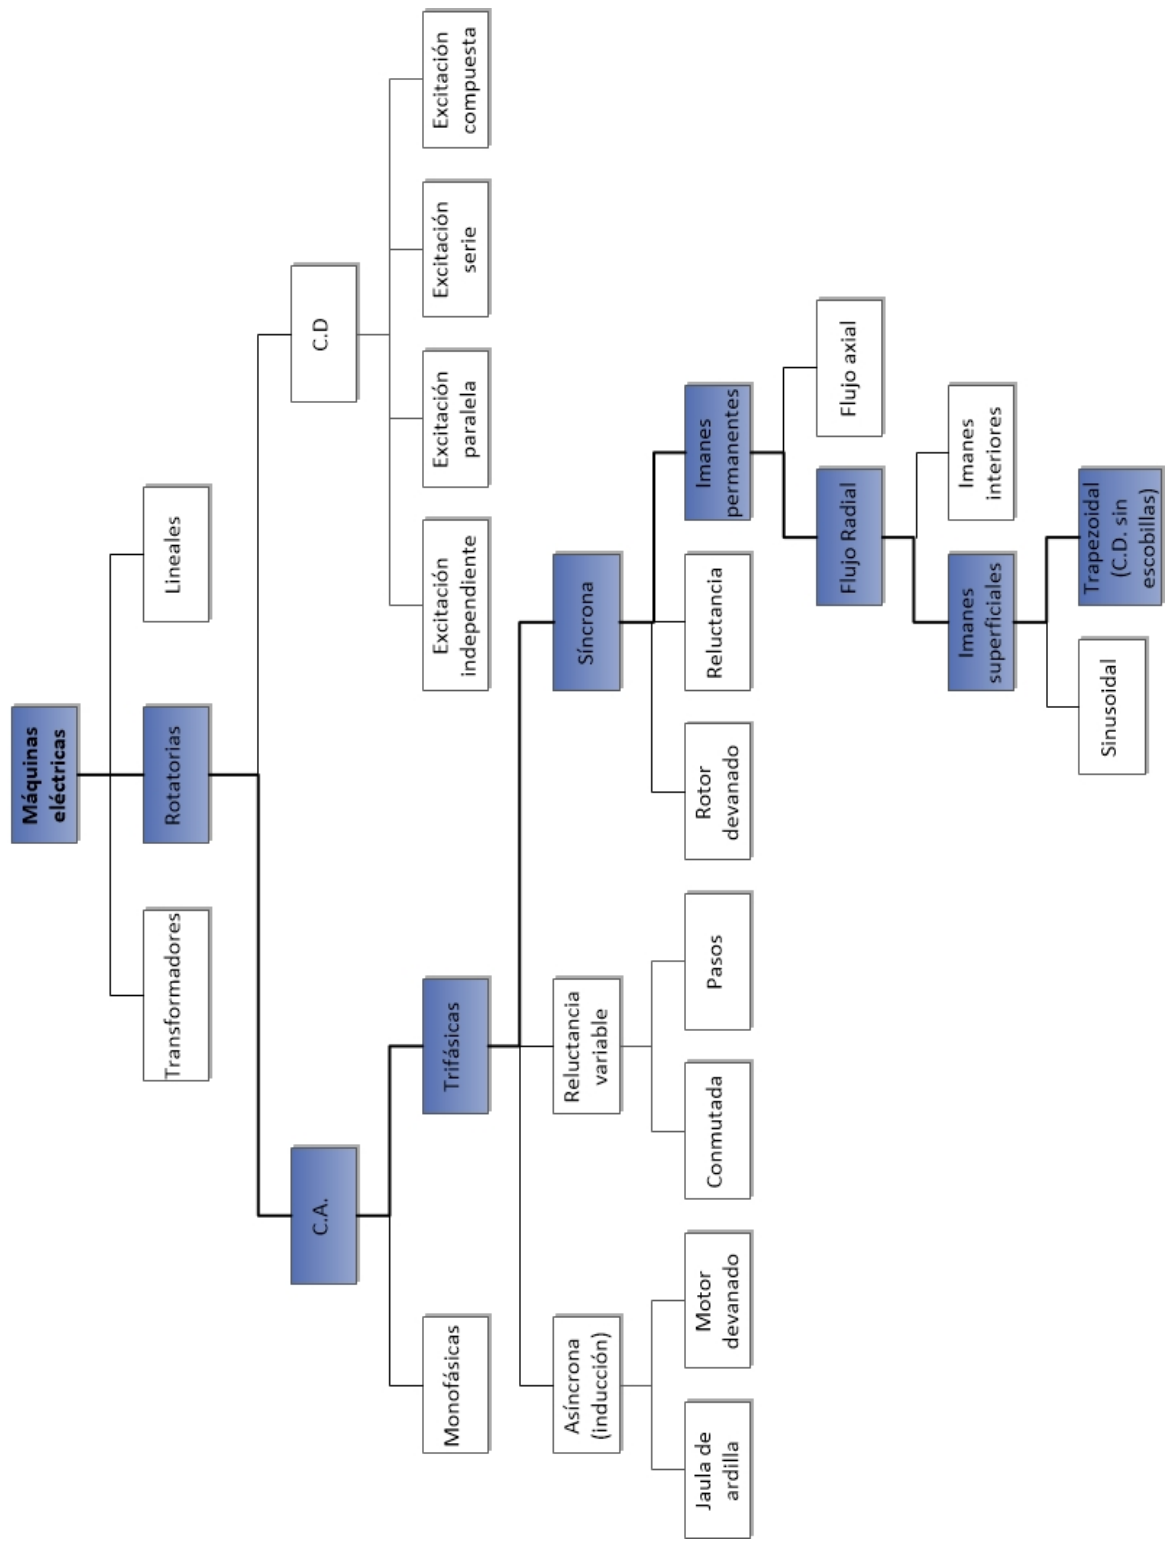 Máquinas
eléctricas
Transformadores
Rotatorias
Lineales
C.A.
C.D
Monofásicas
Trifásicas
Excitación
independiente
Excitación
paralela
Excitación
serie
Excitación
compuesta
Asíncrona
(inducción)
Reluctancia
variable
Síncrona
Jaula de
ardilla
Motor
devanado
Conmutada
Pasos
Rotor
devanado
Reluctancia
Imanes
permanentes
Flujo Radial
Flujo axial
Imanes
superficiales
Imanes
interiores
Sinusoidal
Trapezoidal
(C.D. sin
escobillas)